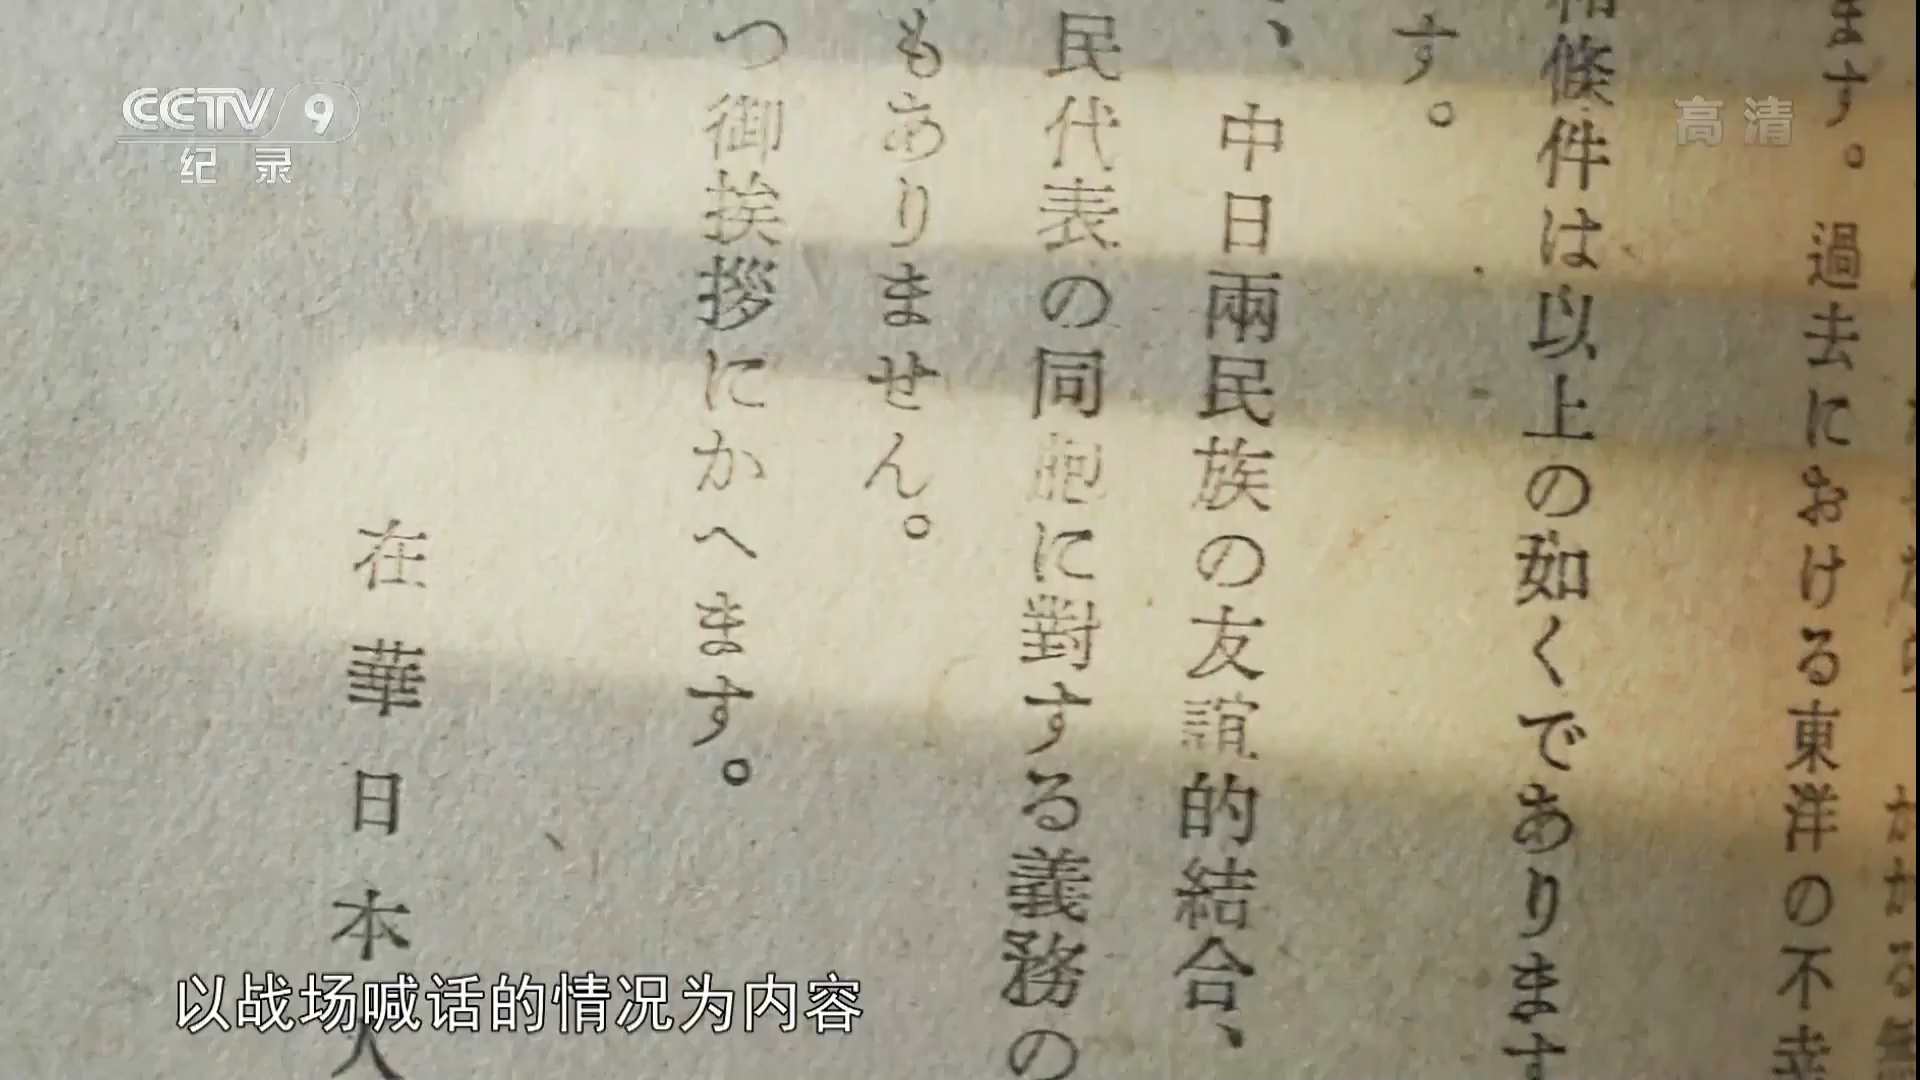 CCTV 9
纪录
高清
ます。過去における東洋の不幸
和條件は以上の如くであります
す。
、中日兩民族の友誼的結合、
民代表の同胞に對する義務の
もありません。
つ御挨拶にかへます。
在華日本人
以战场喊话的情况为内容